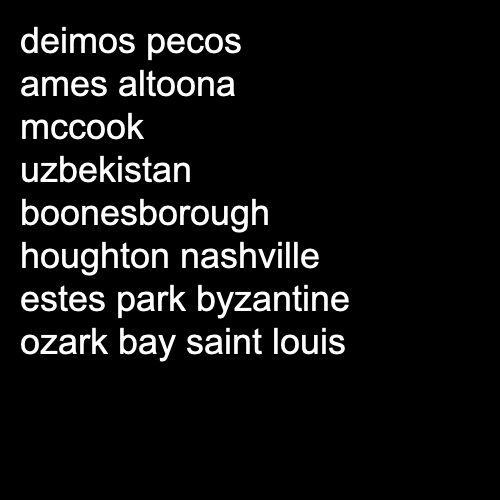 deimos pecos
ames altoona
mccook
uzbekistan
boonesborough
houghton nashville
estes park byzantine
ozark bay saint louis